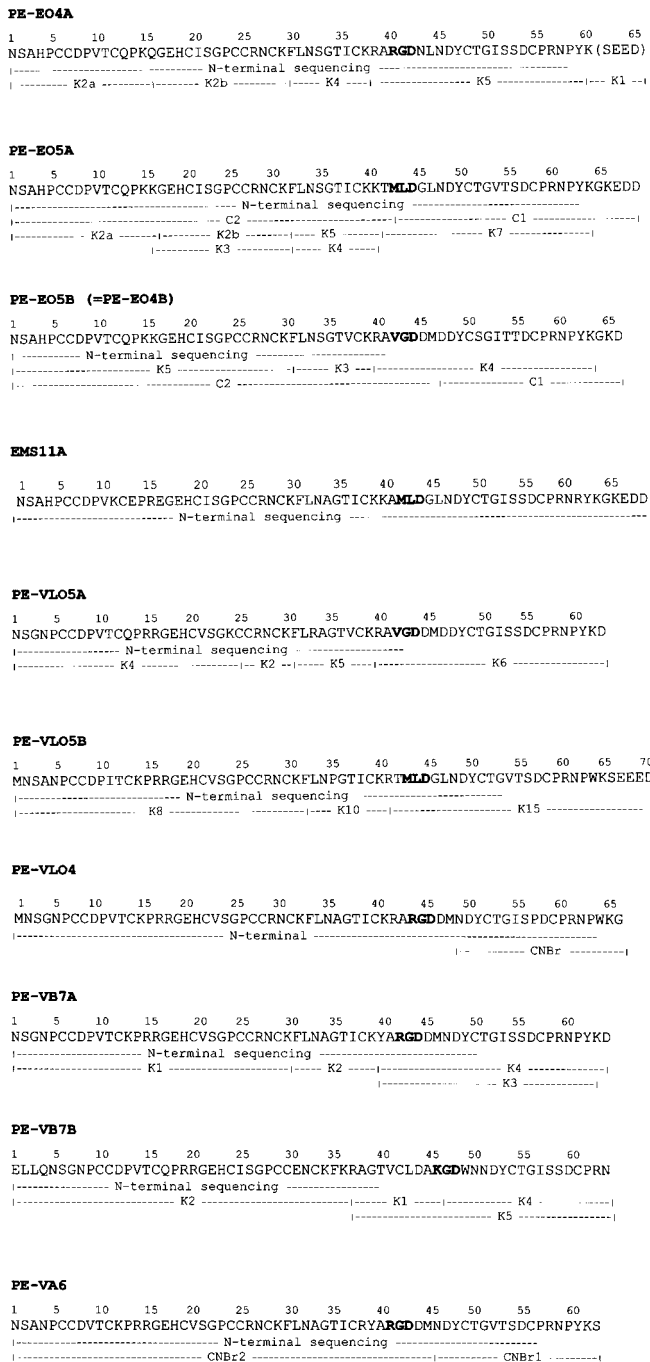 PE-EO4A
1 5 10 15 20 25 30 35 40 45 50 55 60 65
NSAHPCCDPVTCQPKQGEHCISGPCCRNCKFLNSGTICKRARGDNLNDYCTGISSDCPRNPYK(SEED)
N-terminal sequencing
K2a K2b K4 K5 K1
PE-EO5A
1 5 10 15 20 25 30 35 40 45 50 55 60 65
NSAHPCCDPVTCQPKKGEHCISGPCCRNCKFLNSGTICKKTMLDGLNDYCTGVTSDCPRNPYKGKEDD
N-terminal sequencing
C2 C1
K2a K2b K5 K7
K3 K4
PE-EO5B (=PE-EO4B)
1 5 10 15 20 25 30 35 40 45 50 55 60 65
NSAHPCCDPVTCQPKKGEHCISGPCCRNCKFLNSGTVCKRAVGDDMDDYCSGITTDCPRNPYKGKD
N-terminal sequencing
K5 K3 K4
C2 C1
EMS11A
1 5 10 15 20 25 30 35 40 45 50 55 60 65
NSAHPCCDPVKCEPREGEHCISGPCCRNCKFLNAGTICKKAMLDGLNDYCTGISSDCPRNRYKGKEDD
N-terminal sequencing
PE-VLO5A
1 5 10 15 20 25 30 35 40 45 50 55 60
NSGNPCCDPVTCQPRRGEHCVSGKCCRNCKFLRAGTVCKRAVGDDMDDYCTGISSDCPRNPYKD
N-terminal sequencing
K4 K2 K5 K6
PE-VLO5B
1 5 10 15 20 25 30 35 40 45 50 55 60 65 70
MNSANPCCDPITCKPRRGEHCVSGPCCRNCKFLNPGTICKRTMLDGLNDYCTGVTSDCPRNPWKSEEED
N-terminal sequencing
K8 K10 K15
PE-VLO4
1 5 10 15 20 25 30 35 40 45 50 55 60 65
MNSGNPCCDPVTCKPRRGEHCVSGPCCRNCKFLNAGTICKRARGDDMNDYCTGISPDCPRNPWKG
N-terminal
CNBr
PE-VB7A
1 5 10 15 20 25 30 35 40 45 50 55 60
NSGNPCCDPVTCKPRRGEHCVSGPCCRNCKFLNAGTICKYARGDDMNDYCTGISSDCPRNPYKD
N-terminal sequencing
K1 K2 K4
K3
PE-VB7B
1 5 10 15 20 25 30 35 40 45 50 55 60
ELLQNSGNPCCDPVTCQPRRGEHCISGPCCENCKFKRAGTVCLDAKGDWNNDYCTGISSDCPRN
N-terminal sequencing
K2 K1 K4
K5
PE-VA6
1 5 10 15 20 25 30 35 40 45 50 55 60
NSANPCCDVTCKPRRGEHCVSGPCCRNCKFLNAGTICRYARGDDMNDYCTGVTSDCPRNPYKS
N-terminal sequencing
CNBr2 CNBr1